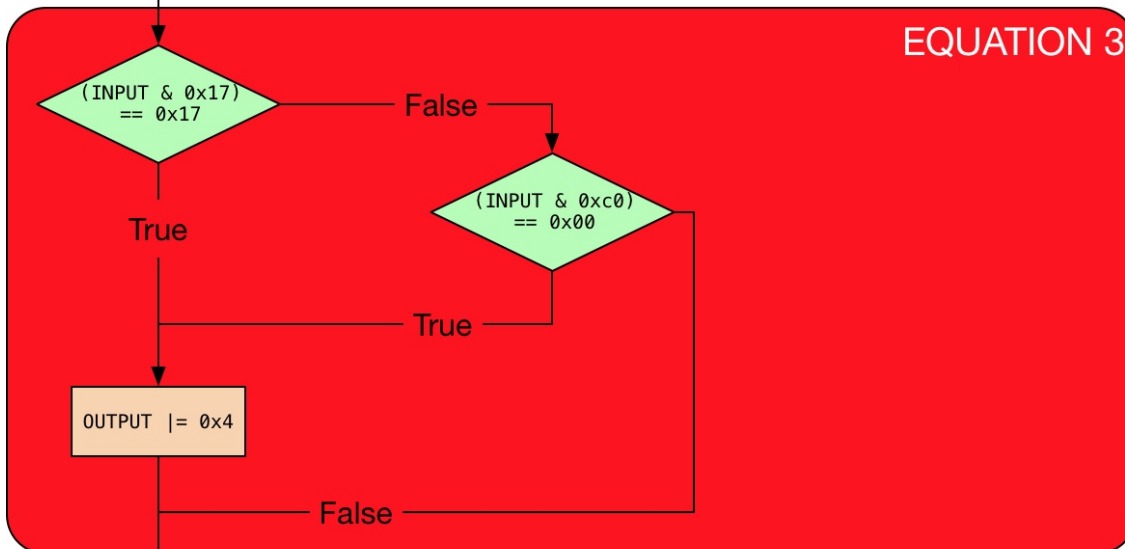 EQUATION 3
(INPUT & 0x17)
== 0x17
False
(INPUT & 0xc0)
== 0x00
True
True
OUTPUT |= 0x4
False